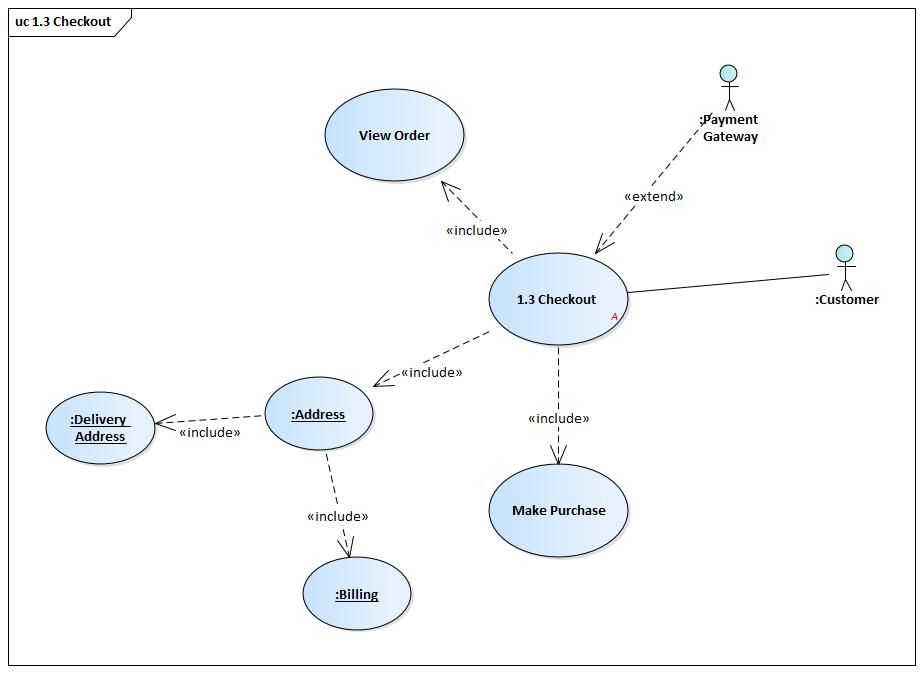 uc 1.3 Checkout
:Payment
Gateway
View Order
«extend»
«include»
1.3 Checkout
A
:Customer
«include»
:Address
:Delivery
Address
«include»
«include»
Make Purchase
«include»
:Billing